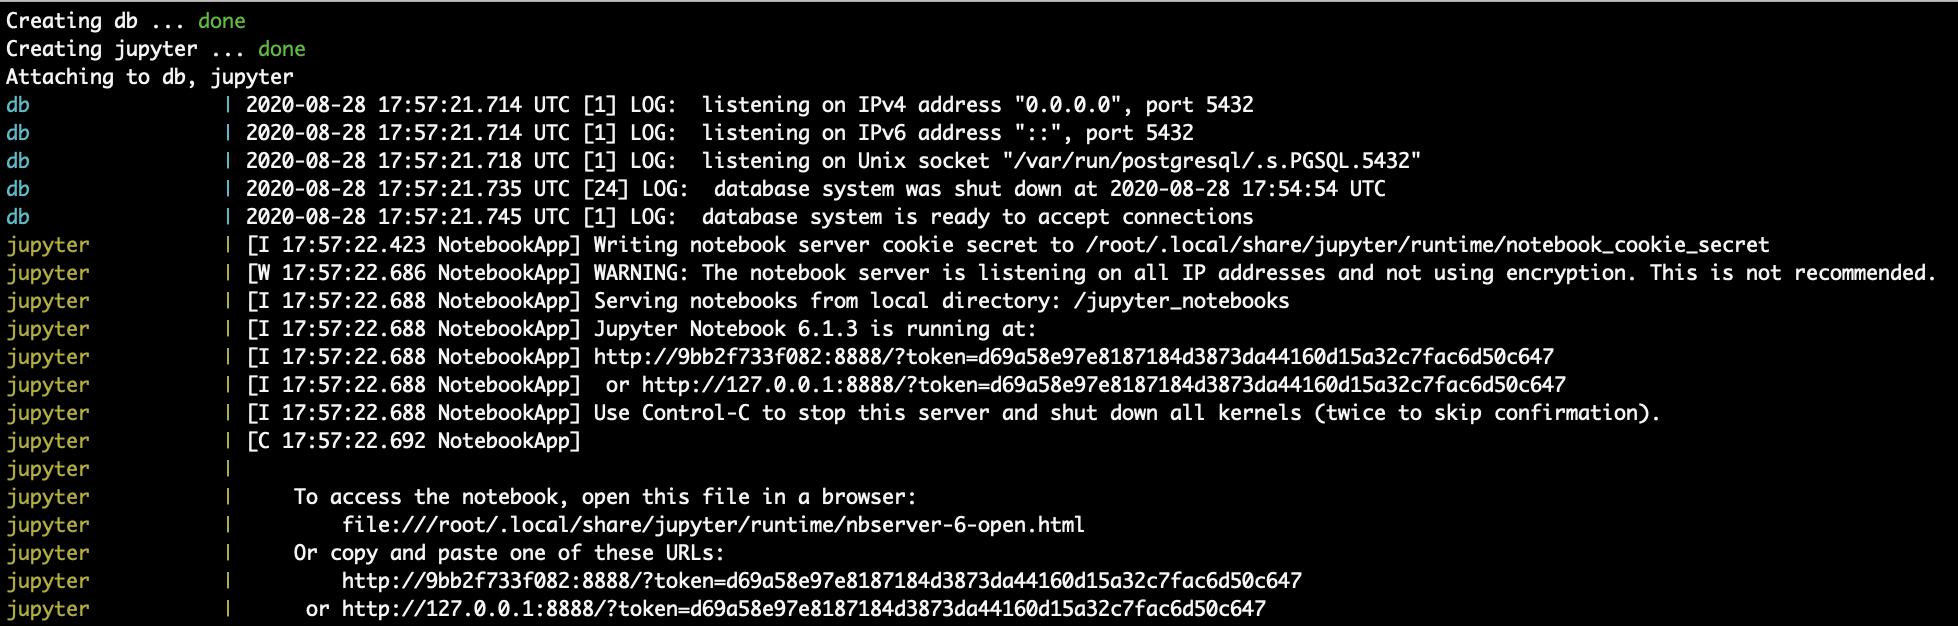 Creating db ... done
Creating jupyter ... done
Attaching to db, jupyter
db | 2020-08-28 17:57:21.714 UTC [1] LOG:  listening on IPv4 address "0.0.0.0", port 5432
db | 2020-08-28 17:57:21.714 UTC [1] LOG:  listening on IPv6 address "::", port 5432
db | 2020-08-28 17:57:21.718 UTC [1] LOG:  listening on Unix socket "/var/run/postgresql/.s.PGSQL.5432"
db | 2020-08-28 17:57:21.735 UTC [24] LOG:  database system was shut down at 2020-08-28 17:54:54 UTC
db | 2020-08-28 17:57:21.745 UTC [1] LOG:  database system is ready to accept connections
jupyter | [I 17:57:22.423 NotebookApp] Writing notebook server cookie secret to /root/.local/share/jupyter/runtime/notebook_cookie_secret
jupyter | [W 17:57:22.686 NotebookApp] WARNING: The notebook server is listening on all IP addresses and not using encryption. This is not recommended.
jupyter | [I 17:57:22.688 NotebookApp] Serving notebooks from local directory: /jupyter_notebooks
jupyter | [I 17:57:22.688 NotebookApp] Jupyter Notebook 6.1.3 is running at:
jupyter | [I 17:57:22.688 NotebookApp] http://9bb2f733f082:8888/?token=d69a58e97e8187184d3873da44160d15a32c7fac6d50c647
jupyter | [I 17:57:22.688 NotebookApp]  or http://127.0.0.1:8888/?token=d69a58e97e8187184d3873da44160d15a32c7fac6d50c647
jupyter | [I 17:57:22.688 NotebookApp] Use Control-C to stop this server and shut down all kernels (twice to skip confirmation).
jupyter | [C 17:57:22.692 NotebookApp]
jupyter |
jupyter |     To access the notebook, open this file in a browser:
jupyter |         file:///root/.local/share/jupyter/runtime/nbserver-6-open.html
jupyter |     Or copy and paste one of these URLs:
jupyter |         http://9bb2f733f082:8888/?token=d69a58e97e8187184d3873da44160d15a32c7fac6d50c647
jupyter |      or http://127.0.0.1:8888/?token=d69a58e97e8187184d3873da44160d15a32c7fac6d50c647